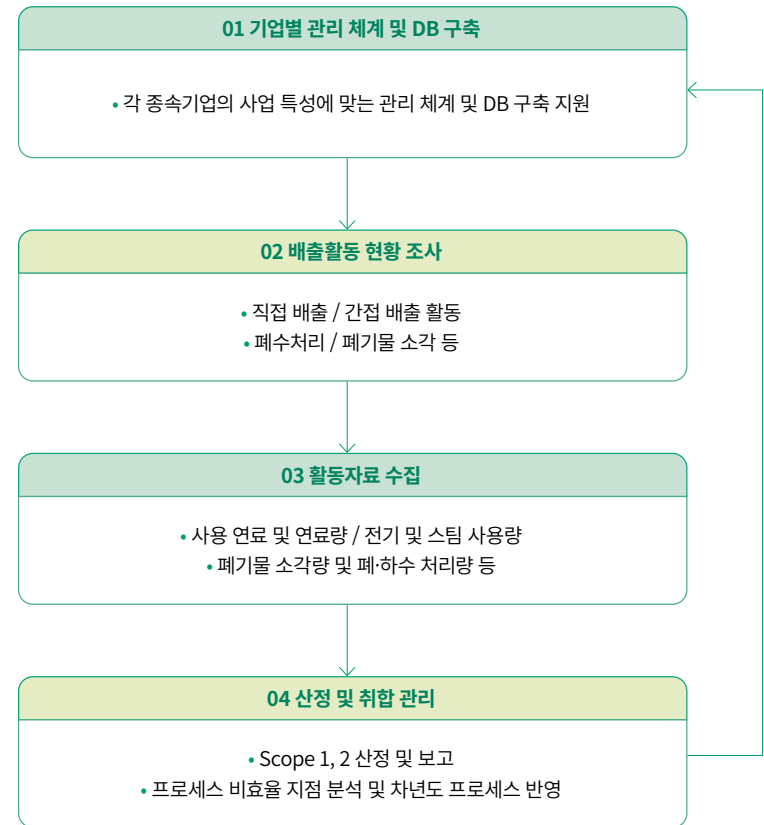 01 기업별 관리 체계 및 DB 구축
• 각 종속기업의 사업 특성에 맞는 관리 체계 및 DB 구축 지원
02 배출활동 현황 조사
• 직접 배출 / 간접 배출 활동
• 폐수처리 / 폐기물 소각 등
03 활동자료 수집
• 사용 연료 및 연료량 / 전기 및 스팀 사용량
• 폐기물 소각량 및 폐·하수 처리량 등
04 산정 및 취합 관리
• Scope 1, 2 산정 및 보고
• 프로세스 비효율 지점 분석 및 차년도 프로세스 반영